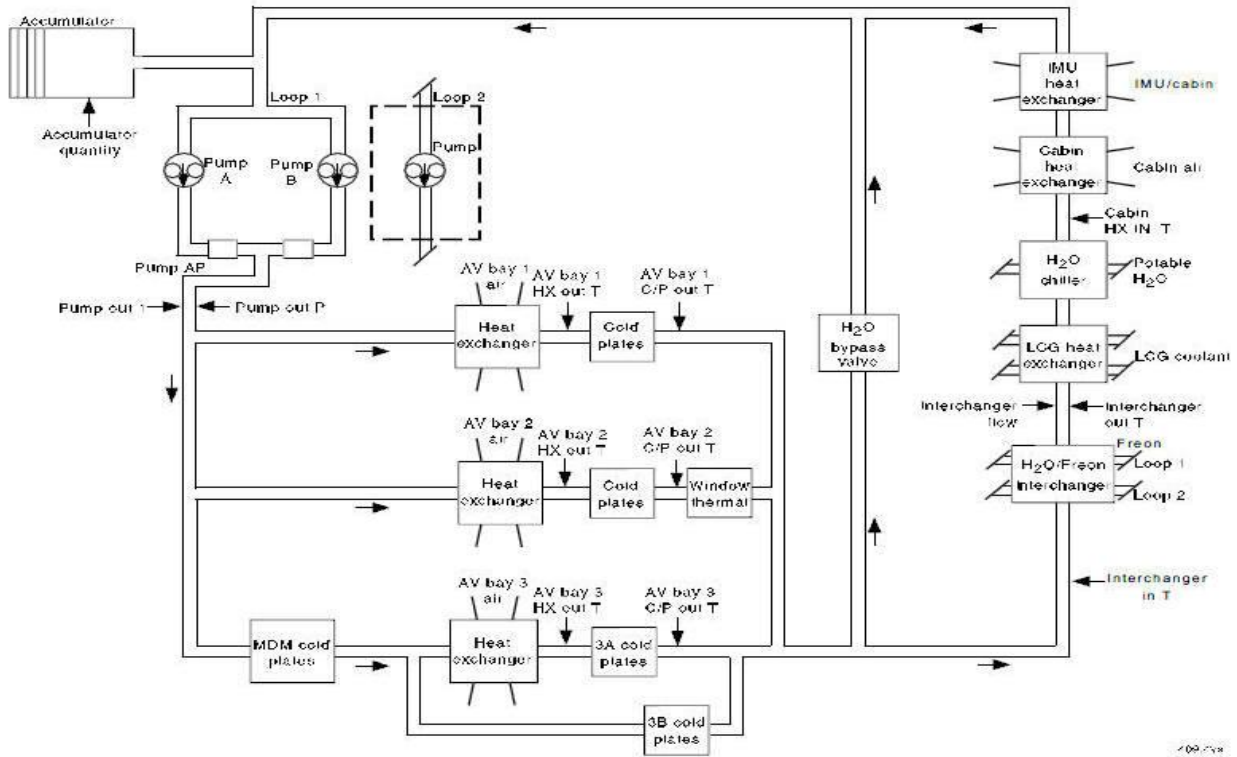 Accumulator
Accumulator
quantity
Loop 1
Pump
A
Pump
B
Loop 2
Pump
Pump ΔP
Pump out T
Pump out P
AV bay 1
air
AV bay 1
HX out T
AV bay 1
C/P out T
Heat
exchanger
Cold
plates
AV bay 2
air
AV bay 2
HX out T
AV bay 2
C/P out T
Heat
exchanger
Cold
plates
Window
thermal
AV bay 3
air
AV bay 3
HX out T
AV bay 3
C/P out T
MDM cold
plates
Heat
exchanger
3A cold
plates
3B cold
plates
H2O
bypass
valve
IMU
heat
exchanger
IMU/cabin
Cabin
heat
exchanger
Cabin air
Cabin
HX IN T
H2O
chiller
Potable
H2O
LCG heat
exchanger
LCG coolant
Interchanger
flow
Interchanger
out T
Freon
H2O/Freon
interchanger
Loop 1
Loop 2
Interchanger
in T